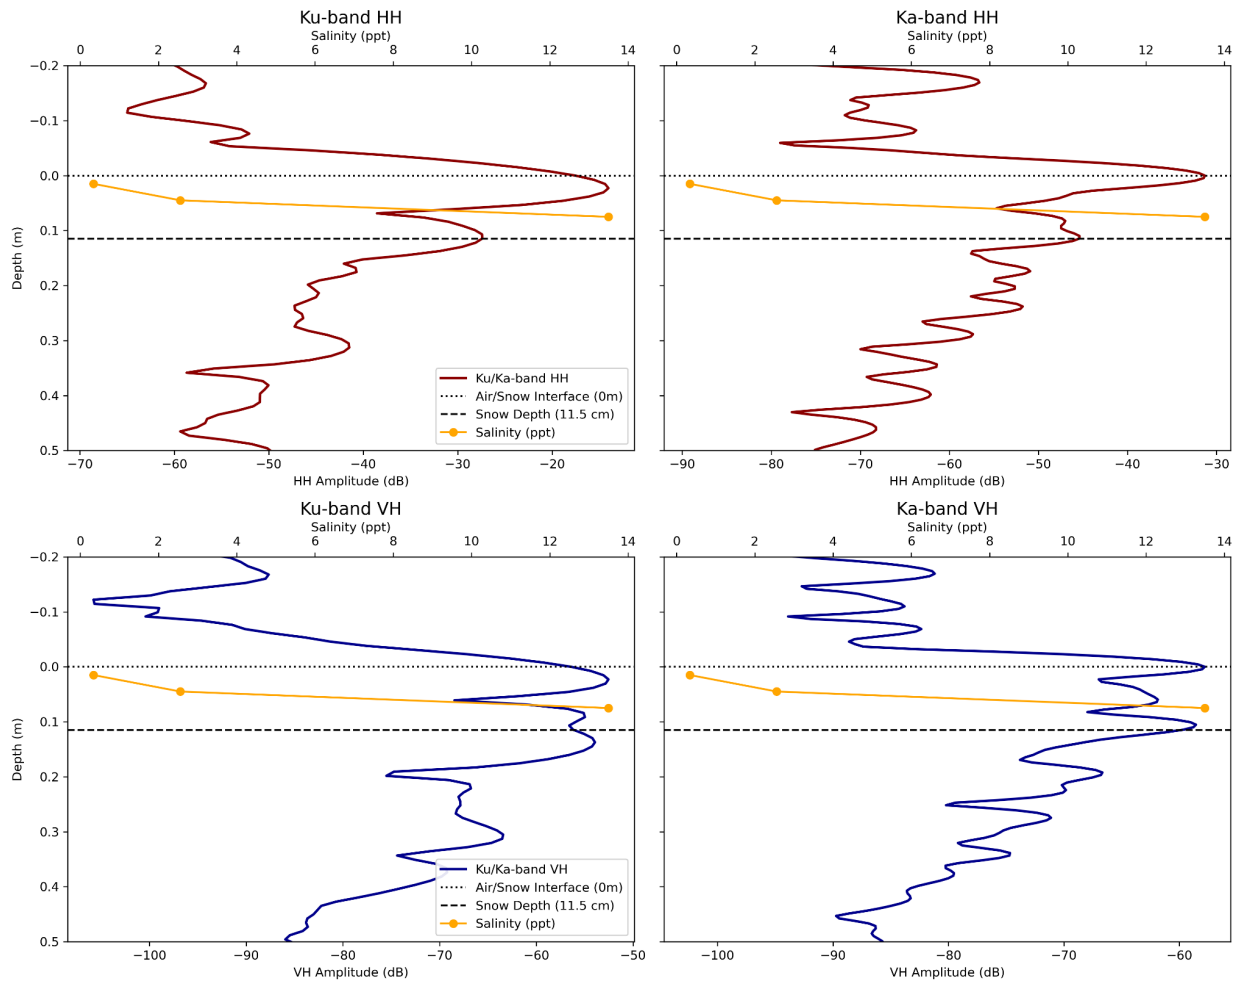 Ku-band HH
Salinity (ppt)
0 2 4 6 8 10 12 14
−0.2
−0.1
0.0
0.1
0.2
0.3
0.4
0.5
Depth (m)
Ku/Ka-band HH
Air/Snow Interface (0m)
Snow Depth (11.5 cm)
Salinity (ppt)
−70 −60 −50 −40 −30 −20
HH Amplitude (dB)
Ka-band HH
Salinity (ppt)
0 2 4 6 8 10 12 14
−90 −80 −70 −60 −50 −40 −30
HH Amplitude (dB)
Ku-band VH
Salinity (ppt)
0 2 4 6 8 10 12 14
−0.2
−0.1
0.0
0.1
0.2
0.3
0.4
0.5
Depth (m)
Ku/Ka-band VH
Air/Snow Interface (0m)
Snow Depth (11.5 cm)
Salinity (ppt)
−100 −90 −80 −70 −60 −50
VH Amplitude (dB)
Ka-band VH
Salinity (ppt)
0 2 4 6 8 10 12 14
−100 −90 −80 −70 −60
VH Amplitude (dB)